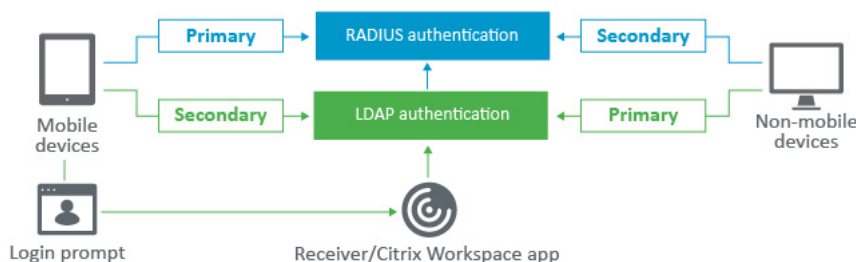 Primary
RADIUS authentication
Secondary
Secondary
LDAP authentication
Primary
Mobile
devices
Non-mobile
devices
Login prompt
Receiver/Citrix Workspace app